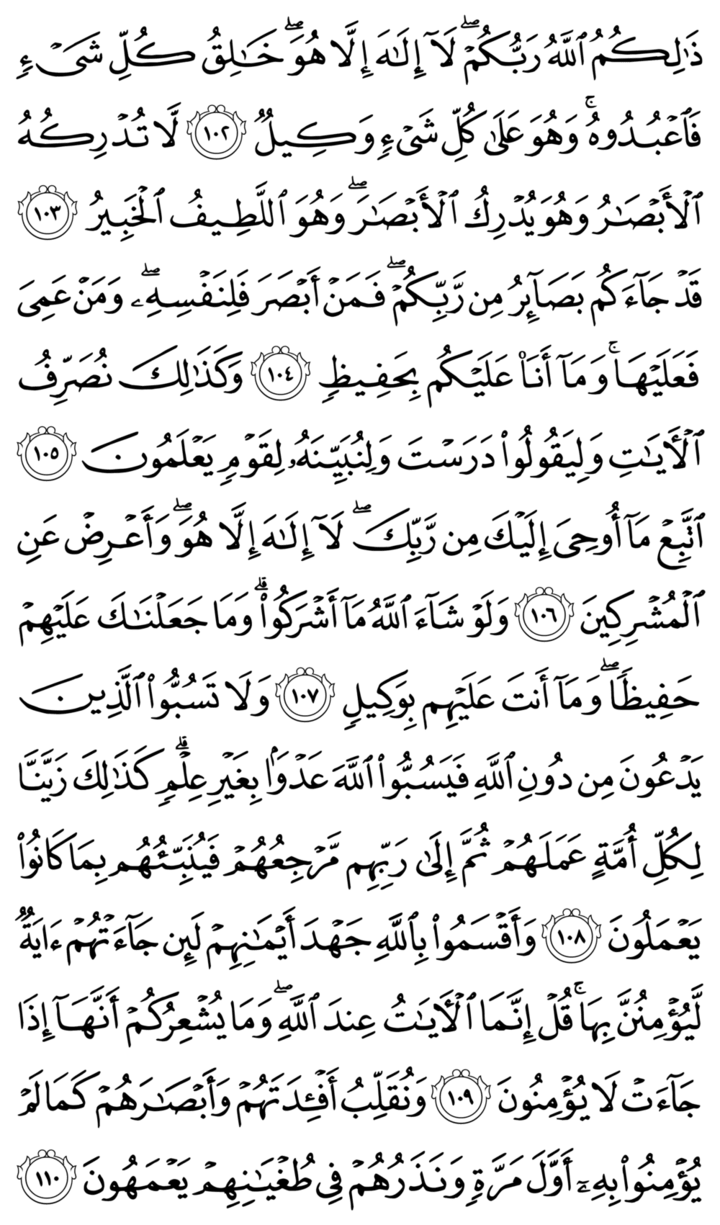 ذَٰلِكُمُ ٱللَّهُ رَبُّكُمۡۖ لَآ إِلَٰهَ إِلَّا هُوَۖ خَٰلِقُ كُلِّ شَيۡءٖ
فَٱعۡبُدُوهُۚ وَهُوَ عَلَىٰ كُلِّ شَيۡءٖ وَكِيلٞ ١٠٢ لَّا تُدۡرِكُهُ
ٱلۡأَبۡصَٰرُ وَهُوَ يُدۡرِكُ ٱلۡأَبۡصَٰرَۖ وَهُوَ ٱللَّطِيفُ ٱلۡخَبِيرُ ١٠٣
قَدۡ جَآءَكُم بَصَآئِرُ مِن رَّبِّكُمۡۖ فَمَنۡ أَبۡصَرَ فَلِنَفۡسِهِۦۖ وَمَنۡ عَمِيَ
فَعَلَيۡهَاۚ وَمَآ أَنَا۠ عَلَيۡكُم بِحَفِيظٖ ١٠٤ وَكَذَٰلِكَ نُصَرِّفُ
ٱلۡأٓيَٰتِ وَلِيَقُولُواْ دَرَسۡتَ وَلِنُبَيِّنَهُۥ لِقَوۡمٖ يَعۡلَمُونَ ١٠٥
ٱتَّبِعۡ مَآ أُوحِيَ إِلَيۡكَ مِن رَّبِّكَۖ لَآ إِلَٰهَ إِلَّا هُوَۖ وَأَعۡرِضۡ عَنِ
ٱلۡمُشۡرِكِينَ ١٠٦ وَلَوۡ شَآءَ ٱللَّهُ مَآ أَشۡرَكُواْۗ وَمَا جَعَلۡنَٰكَ عَلَيۡهِمۡ
حَفِيظٗاۖ وَمَآ أَنتَ عَلَيۡهِم بِوَكِيلٖ ١٠٧ وَلَا تَسُبُّواْ ٱلَّذِينَ
يَدۡعُونَ مِن دُونِ ٱللَّهِ فَيَسُبُّواْ ٱللَّهَ عَدۡوَۢا بِغَيۡرِ عِلۡمٖۗ كَذَٰلِكَ زَيَّنَّا
لِكُلِّ أُمَّةٍ عَمَلَهُمۡ ثُمَّ إِلَىٰ رَبِّهِم مَّرۡجِعُهُمۡ فَيُنَبِّئُهُم بِمَا كَانُواْ
يَعۡمَلُونَ ١٠٨ وَأَقۡسَمُواْ بِٱللَّهِ جَهۡدَ أَيۡمَٰنِهِمۡ لَئِن جَآءَتۡهُمۡ ءَايَةٞ
لَّيُؤۡمِنُنَّ بِهَاۚ قُلۡ إِنَّمَا ٱلۡأٓيَٰتُ عِندَ ٱللَّهِۖ وَمَا يُشۡعِرُكُمۡ أَنَّهَآ إِذَا
جَآءَتۡ لَا يُؤۡمِنُونَ ١٠٩ وَنُقَلِّبُ أَفۡـِٔدَتَهُمۡ وَأَبۡصَٰرَهُمۡ كَمَا لَمۡ
يُؤۡمِنُواْ بِهِۦٓ أَوَّلَ مَرَّةٖ وَنَذَرُهُمۡ فِي طُغۡيَٰنِهِمۡ يَعۡمَهُونَ ١١٠